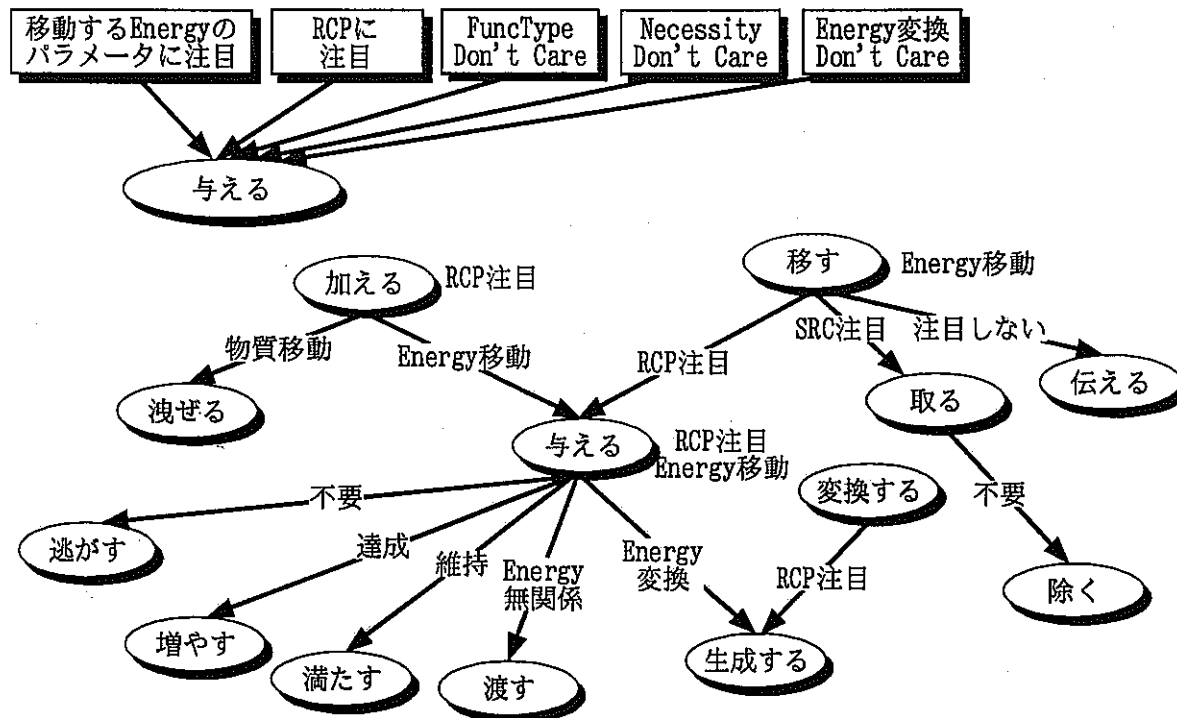 移動するEnergyの
パラメータに注目
RCPに
注目
FuncType
Don't Care
Necessity
Don't Care
Energy変換
Don't Care
与える
加える
RCP注目
移す
Energy移動
物質移動
Energy移動
RCP注目
SRC注目
注目しない
洩ぜる
取る
伝える
与える
RCP注目
Energy移動
変換する
不要
不要
逃がす
達成
維持
Energy
無関係
Energy
変換
RCP注目
除く
増やす
満たす
渡す
生成する